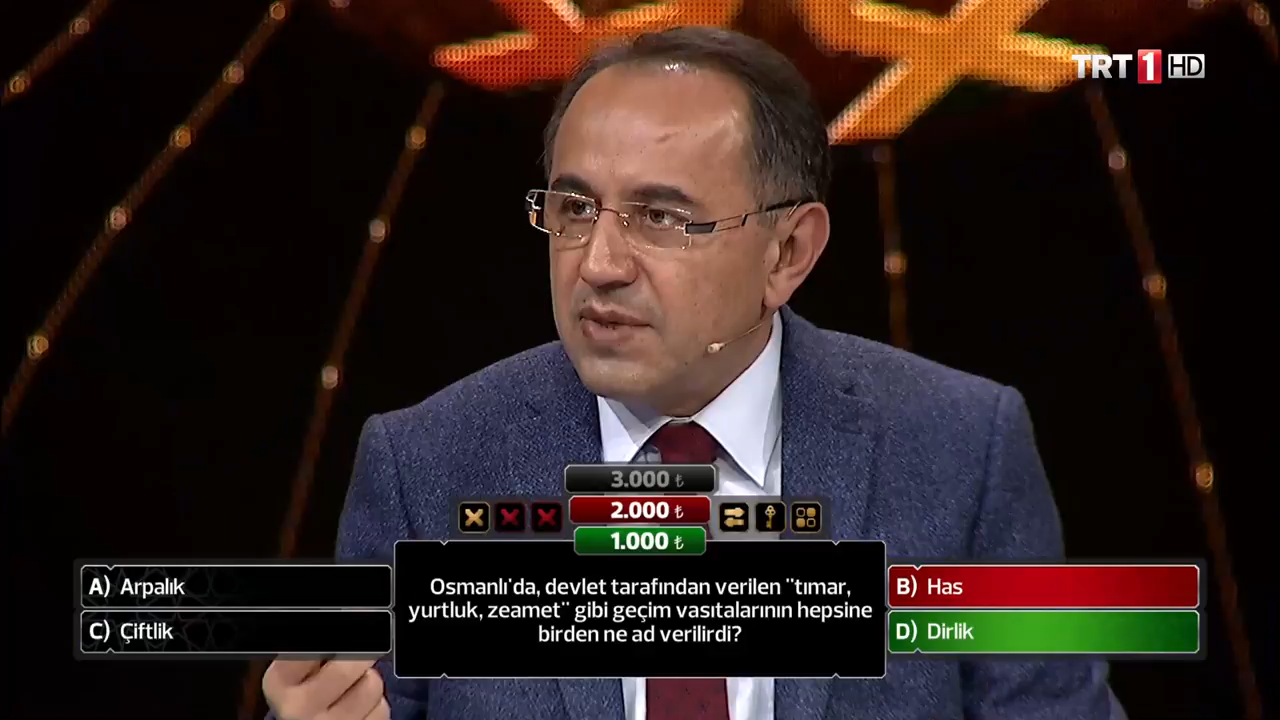 TRT 1 HD
3.000 ₺
2.000 ₺
1.000 ₺
Osmanlı'da, devlet tarafından verilen "tımar,
yurtluk, zeamet" gibi geçim vasıtalarının hepsine
birden ne ad verilirdi?
A) Arpalık
B) Has
C) Çiftlik
D) Dirlik